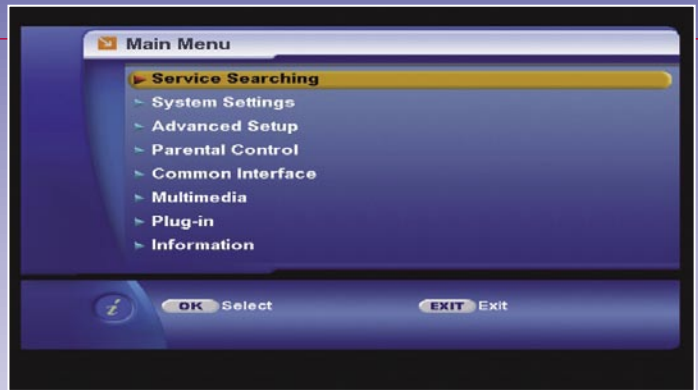 Main Menu
Service Searching
System Settings
Advanced Setup
Parental Control
Common Interface
Multimedia
Plug-in
Information
i OK Select EXIT Exit